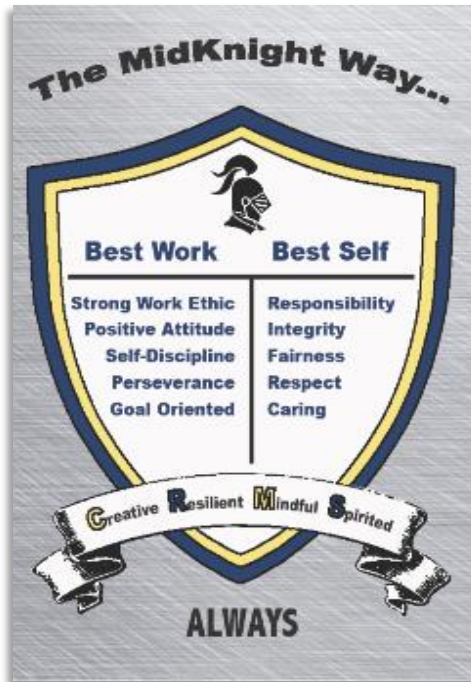 The MidKnight Way...
Best Work Best Self
Strong Work Ethic Responsibility
Positive Attitude Integrity
Self-Discipline Fairness
Perseverance Respect
Goal Oriented Caring
Creative Resilient Mindful Spirited
ALWAYS